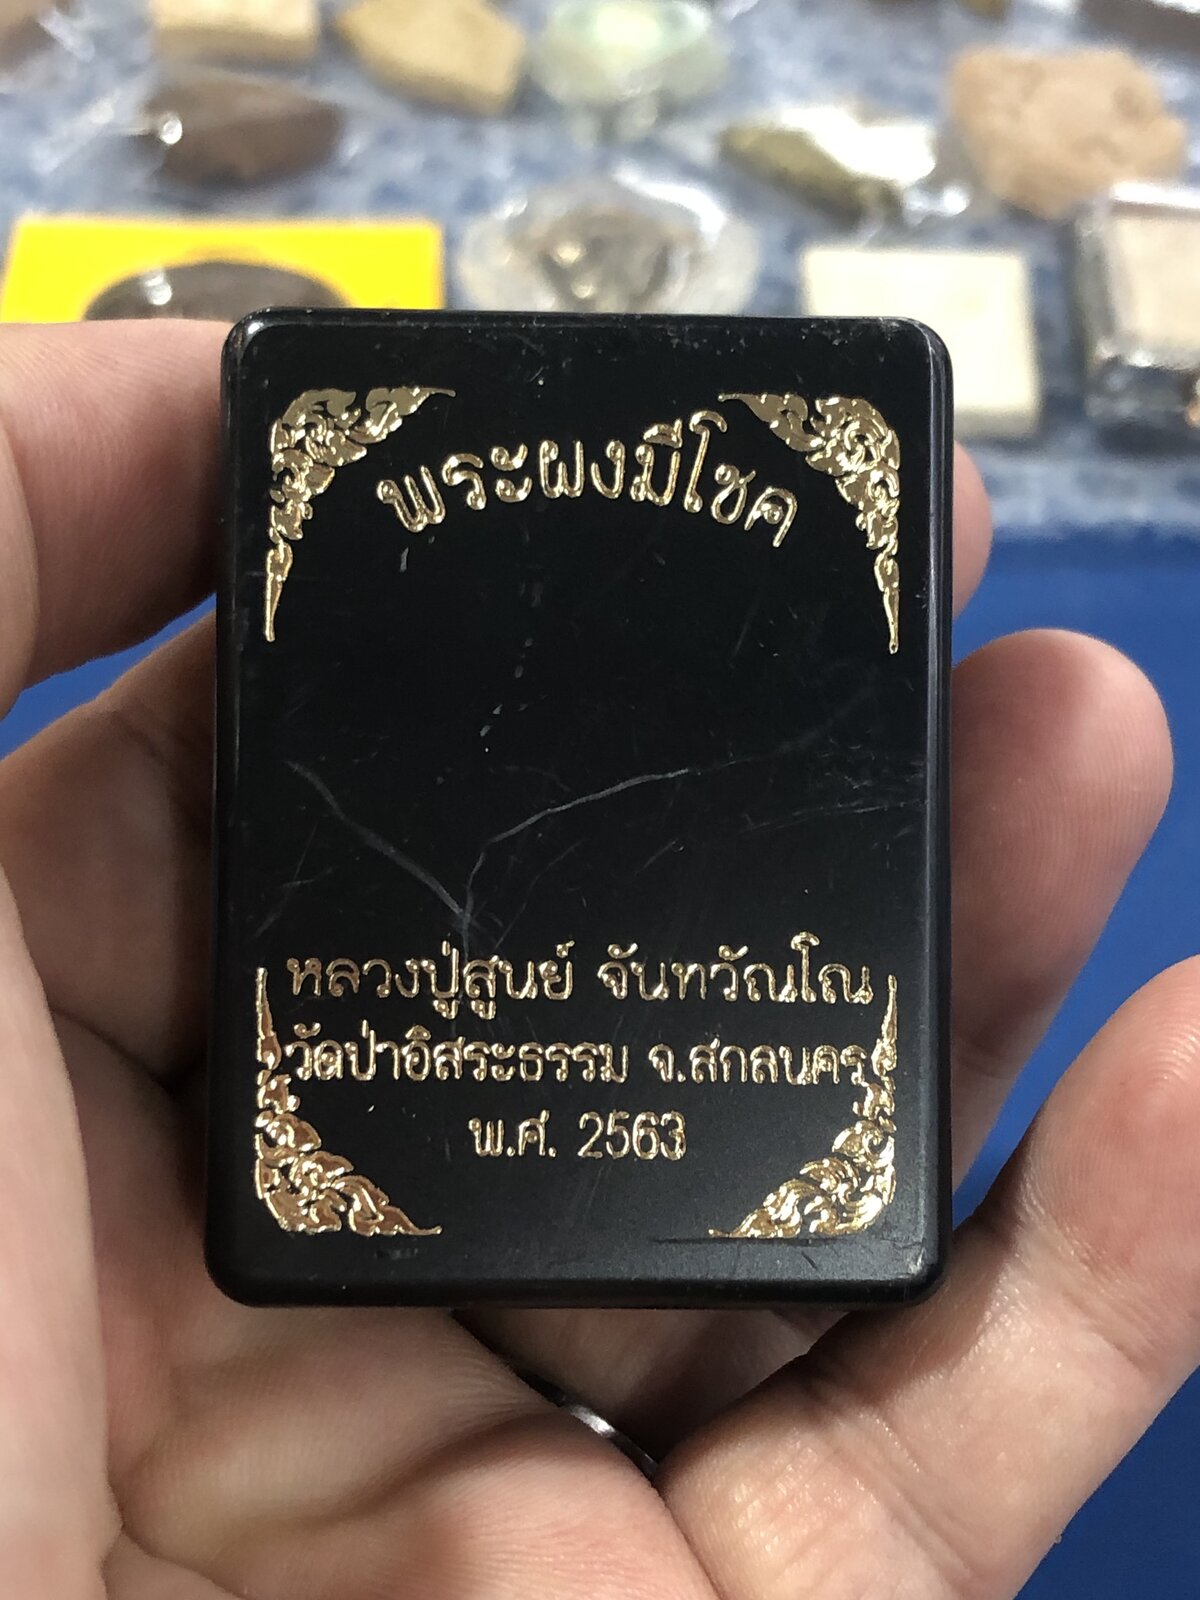 พระผงมีโชค
หลวงปู่สูนย์ จันทวัณโณ
วัดป่าอิสระธรรม จ.สกลนคร
พ.ศ. 2563